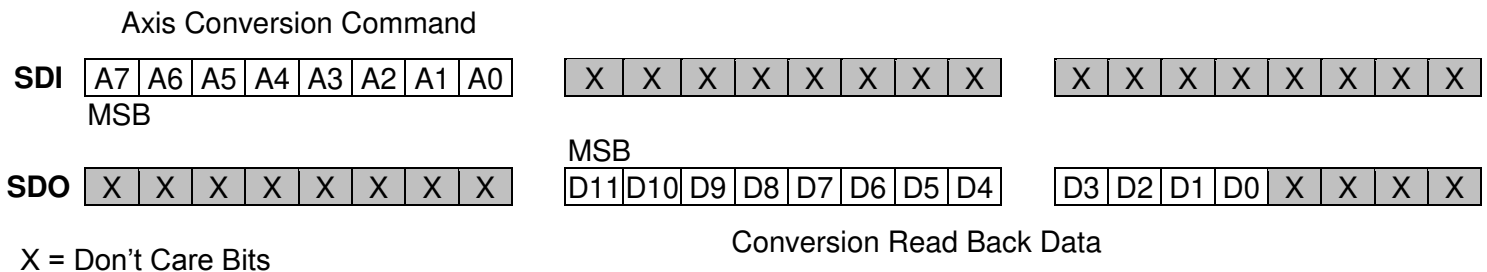 Axis Conversion Command
SDI A7 A6 A5 A4 A3 A2 A1 A0 X X X X X X X X X X X X X X X X
MSB
MSB
SDO X X X X X X X X D11 D10 D9 D8 D7 D6 D5 D4 D3 D2 D1 D0 X X X X
Conversion Read Back Data
X = Don't Care Bits